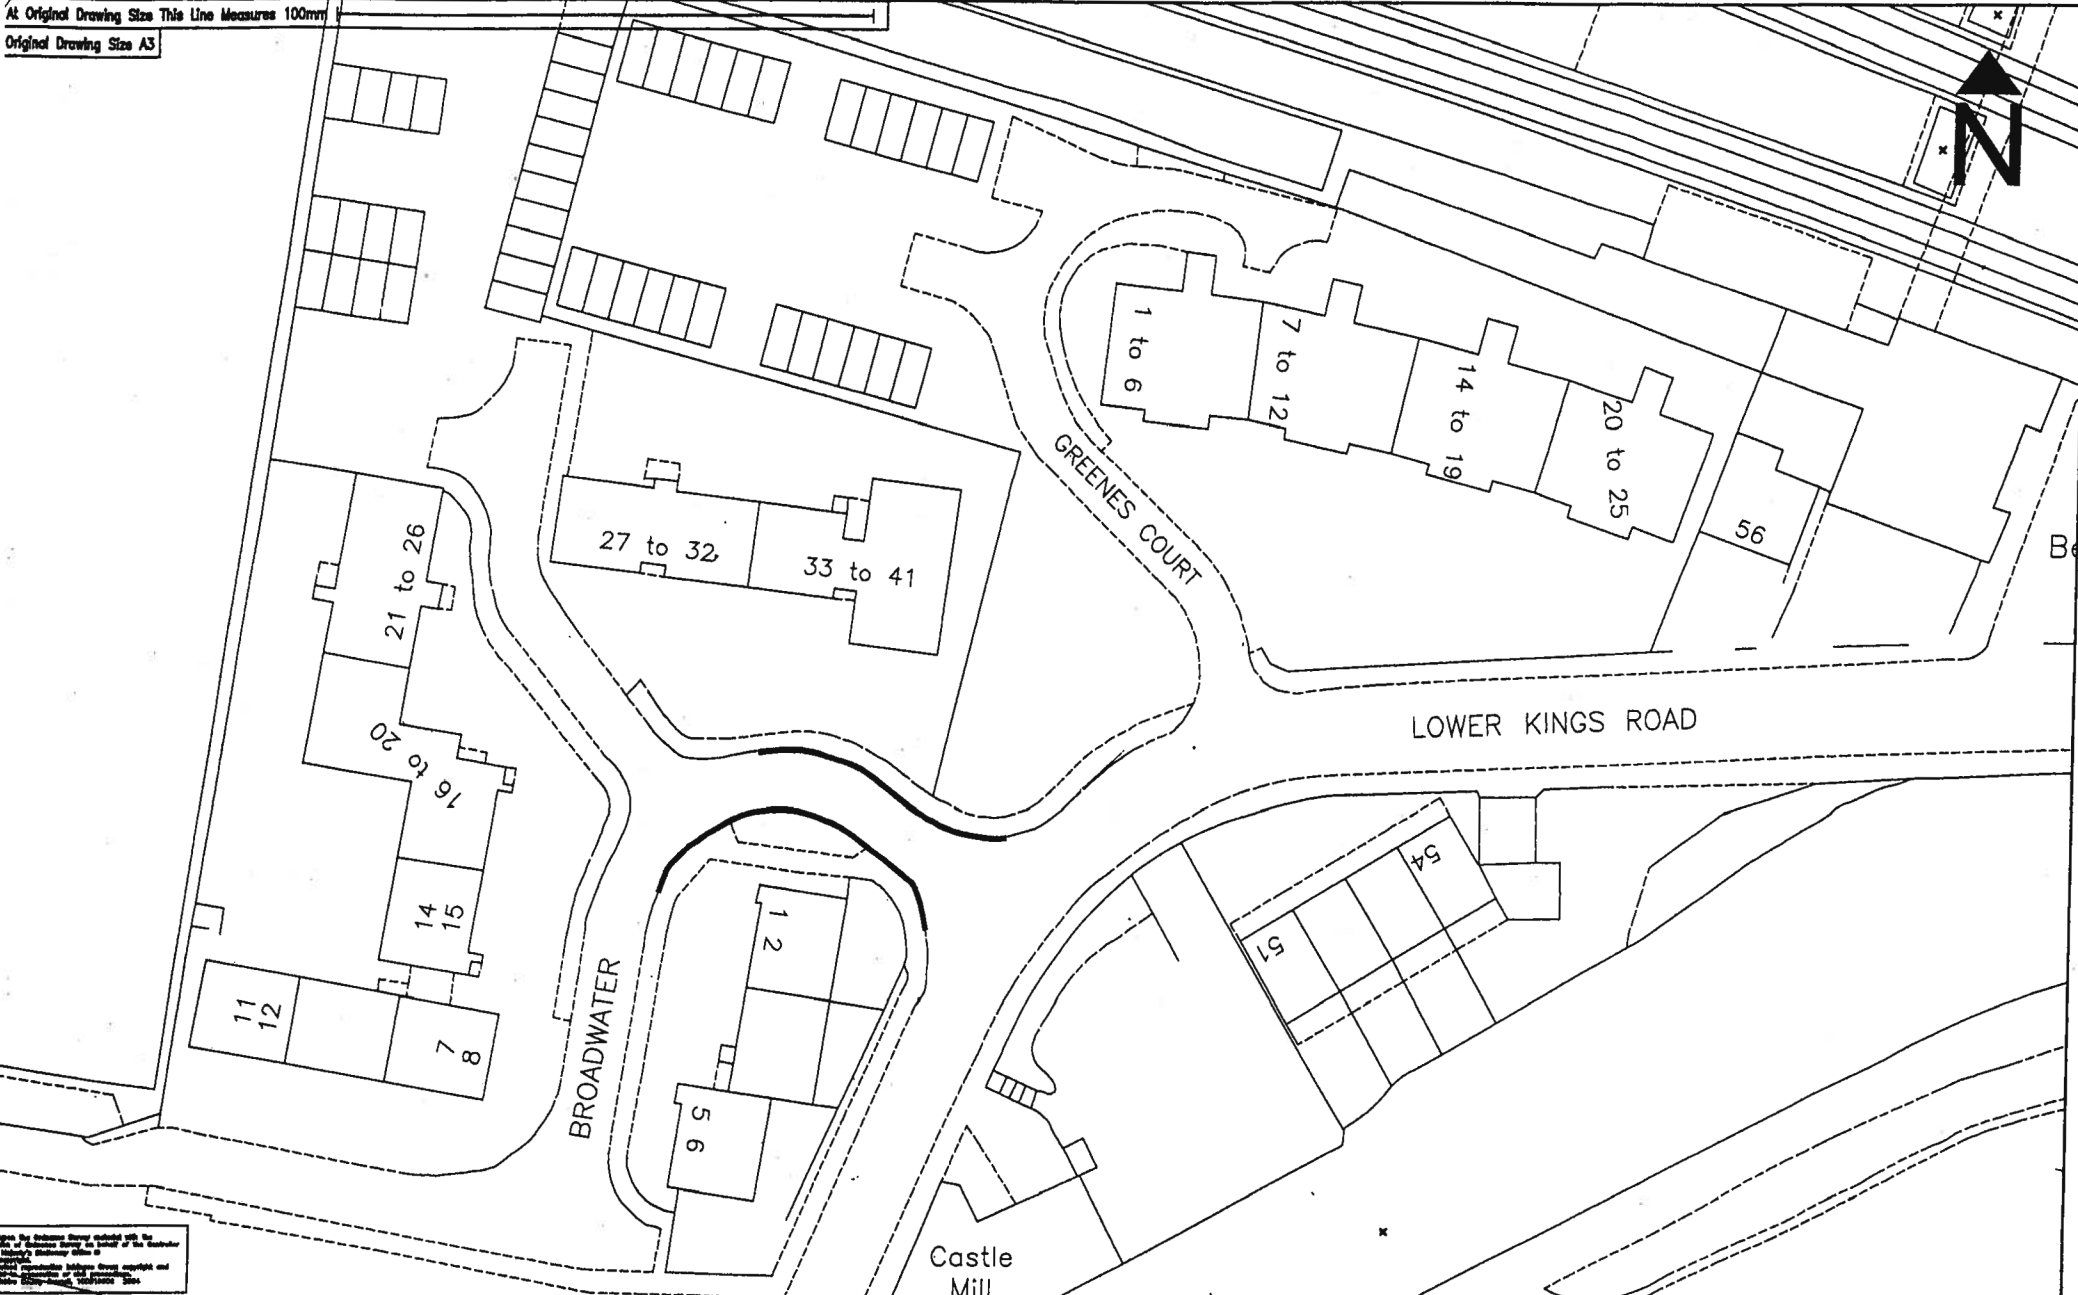 At Original Drawing Size This Line Measures 100mm
Original Drawing Size A3
N
1 to 6
7 to 12
14 to 19
20 to 25
56
GREENES COURT
27 to 32
33 to 41
21 to 26
16 to 20
14
15
11
12
7
8
BROADWATER
1
2
5
6
LOWER KINGS ROAD
51
54
Castle
Mill